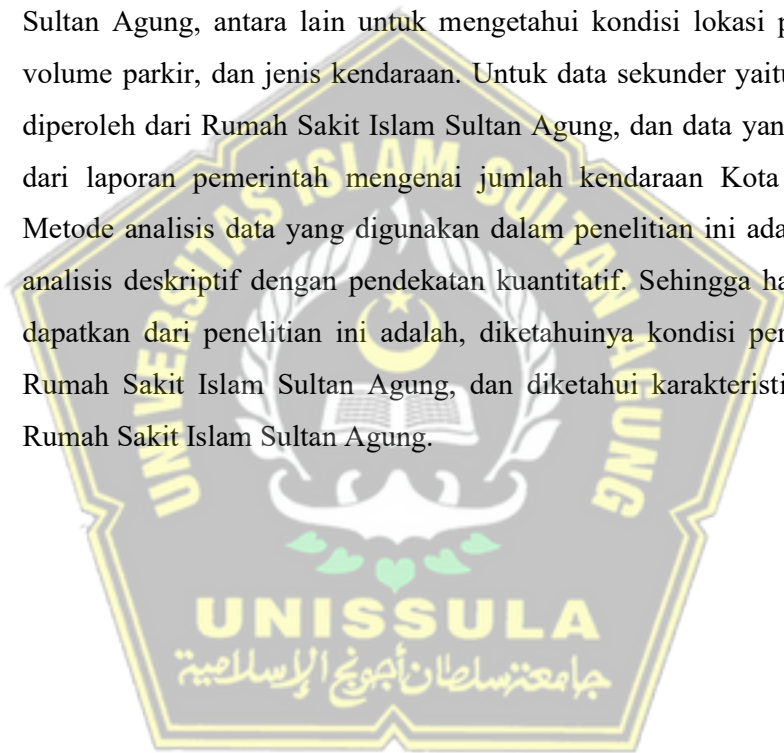 Sultan Agung, antara lain untuk mengetahui kondisi lokasi
volume parkir, dan jenis kendaraan. Untuk data sekunder yaitu
diperoleh dari Rumah Sakit Islam Sultan Agung, dan data yan
dari laporan pemerintah mengenai jumlah kendaraan Kota
Metode analisis data yang digunakan dalam penelitian ini ada
analisis deskriptif dengan pendekatan kuantitatif. Sehingga ha
dapatkan dari penelitian ini adalah, diketahuinya kondisi per
Rumah Sakit Islam Sultan Agung, dan diketahui karakteristi
Rumah Sakit Islam Sultan Agung.
UNIVERSITAS ISLAM SULTAN AGUNG
UNISSULA
جامعة سلطان أجونج الإسلامية